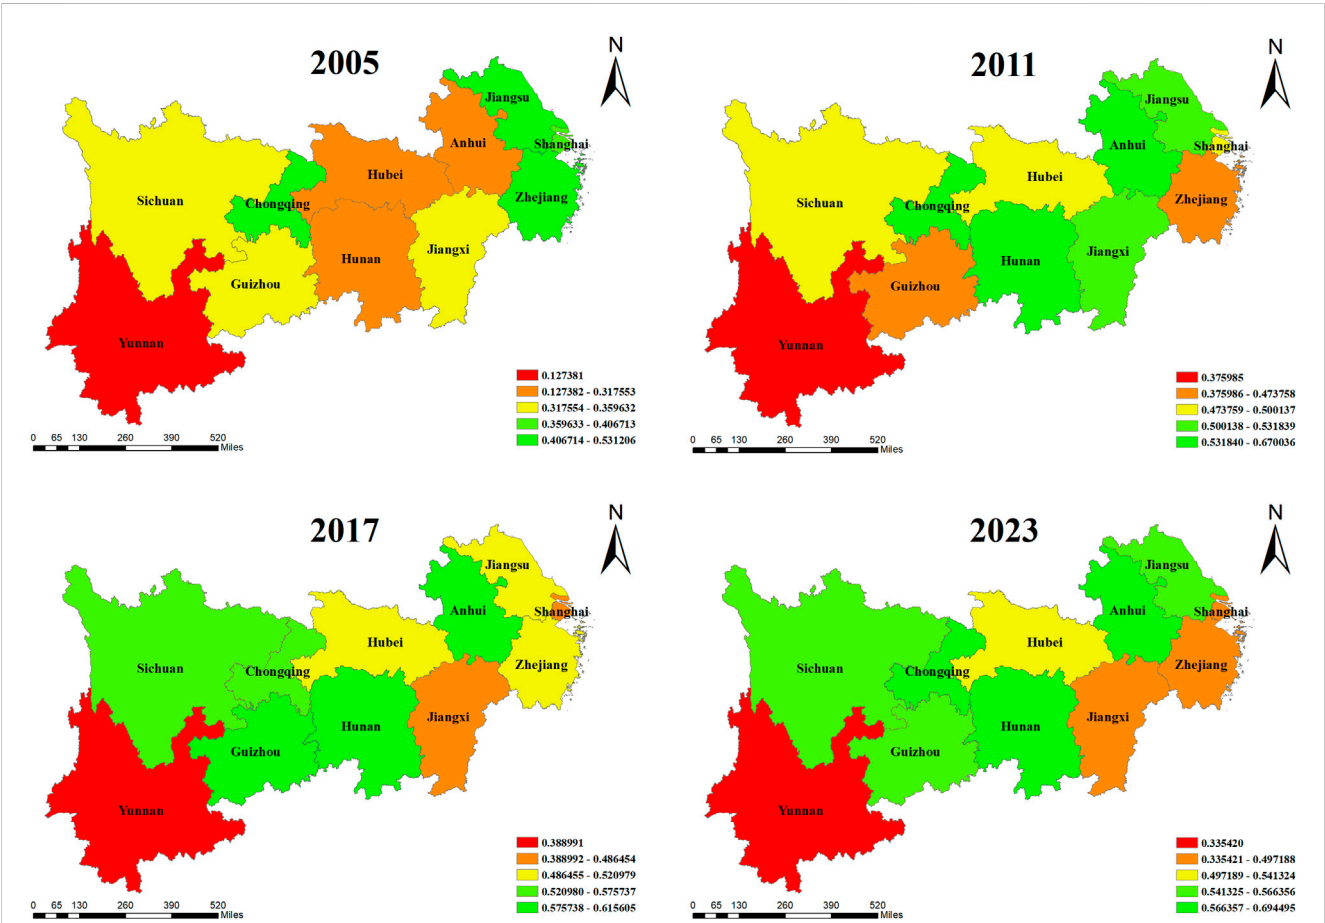 2005
N
Jiangsu
Shanghai
Anhui
Hubei
Zhejiang
Sichuan
Chongqing
Jiangxi
Hunan
Guizhou
Yunnan
0.127381
0.127382 - 0.317553
0.317554 - 0.359632
0.359633 - 0.406713
0.406714 - 0.531206
0 65 130 260 390 520
Miles
2011
N
Jiangsu
Shanghai
Anhui
Hubei
Zhejiang
Sichuan
Chongqing
Jiangxi
Hunan
Guizhou
Yunnan
0.375985
0.375986 - 0.473758
0.473759 - 0.500137
0.500138 - 0.531839
0.531840 - 0.670036
0 65 130 260 390 520
Miles
2017
N
Jiangsu
Shanghai
Anhui
Hubei
Zhejiang
Sichuan
Chongqing
Jiangxi
Hunan
Guizhou
Yunnan
0.388991
0.388992 - 0.486454
0.486455 - 0.520979
0.520980 - 0.575737
0.575738 - 0.615605
0 65 130 260 390 520
Miles
2023
N
Jiangsu
Shanghai
Anhui
Hubei
Zhejiang
Sichuan
Chongqing
Jiangxi
Hunan
Guizhou
Yunnan
0.335420
0.335421 - 0.497188
0.497189 - 0.541324
0.541325 - 0.566356
0.566357 - 0.694495
0 65 130 260 390 520
Miles